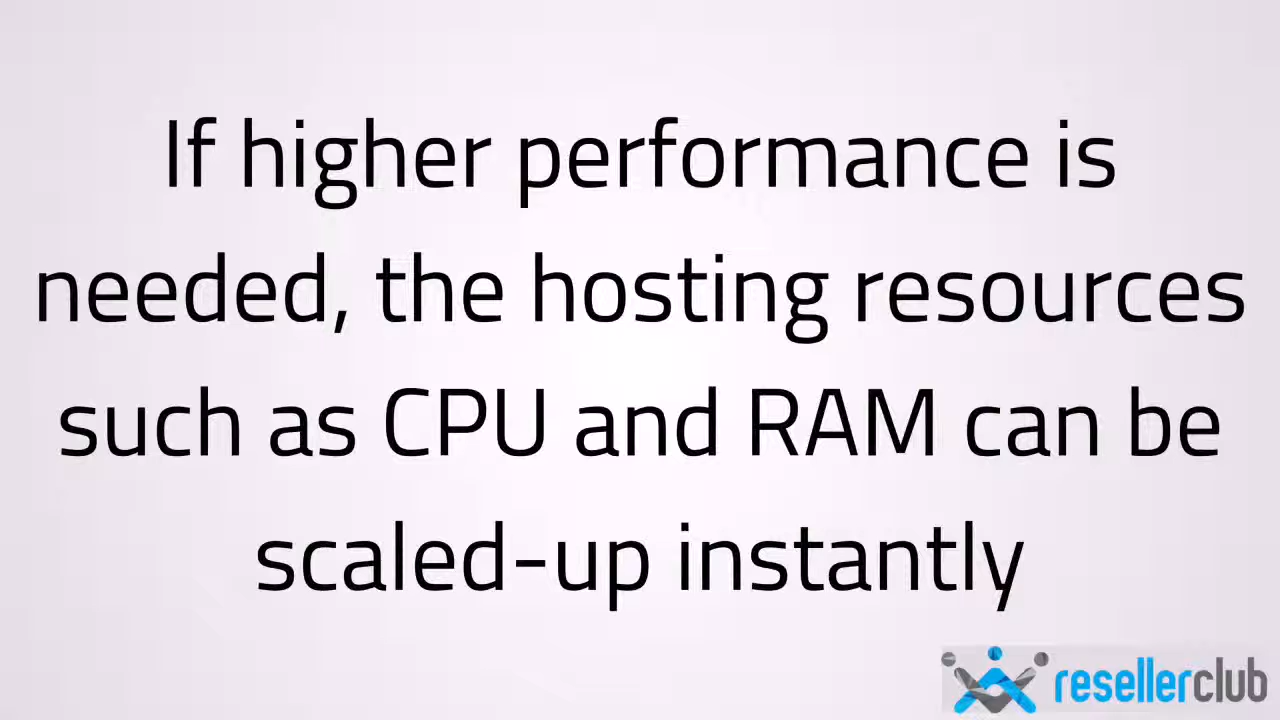 If higher performance is
needed, the hosting resources
such as CPU and RAM can be
scaled-up instantly
resellerclub